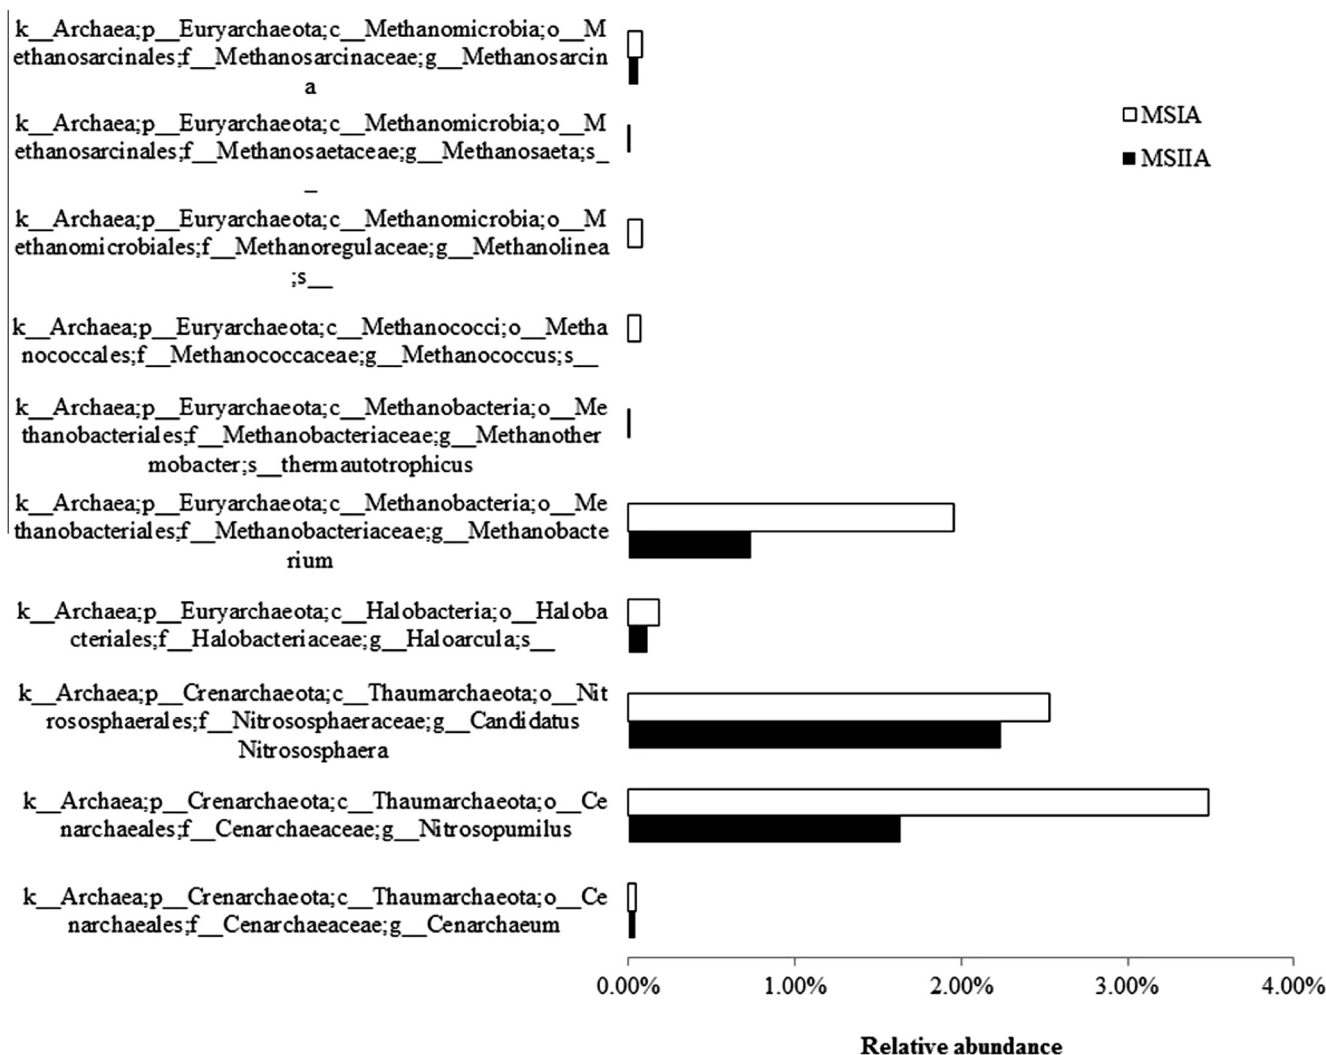 k__Archaea;p__Euryarchaeota;c__Methanomicrobia;o__M
ethanosarcinales;f__Methanosarcinaceae;g__Methanosarcin
a
k__Archaea;p__Euryarchaeota;c__Methanomicrobia;o__M
ethanosarcinales;f__Methanosaetaceae;g__Methanosaeta;s_
_
k__Archaea;p__Euryarchaeota;c__Methanomicrobia;o__M
ethanomicrobiales;f__Methanoregulaceae;g__Methanolinea
;s__
k__Archaea;p__Euryarchaeota;c__Methanococci;o__Metha
nococcales;f__Methanococcaceae;g__Methanococcus;s__
k__Archaea;p__Euryarchaeota;c__Methanobacteria;o__Me
thanobacteriales;f__Methanobacteriaceae;g__Methanother
mobacter;s__thermautotrophicus
k__Archaea;p__Euryarchaeota;c__Methanobacteria;o__Me
thanobacteriales;f__Methanobacteriaceae;g__Methanobacte
rium
k__Archaea;p__Euryarchaeota;c__Halobacteria;o__Haloba
cteriales;f__Halobacteriaceae;g__Haloarcula;s__
k__Archaea;p__Crenarchaeota;c__Thaumarchaeota;o__Nit
rososphaerales;f__Nitrososphaeraceae;g__Candidatus
Nitrososphaera
k__Archaea;p__Crenarchaeota;c__Thaumarchaeota;o__Ce
narchaeales;f__Cenarchaeaceae;g__Nitrosopumilus
k__Archaea;p__Crenarchaeota;c__Thaumarchaeota;o__Ce
narchaeales;f__Cenarchaeaceae;g__Cenarchaeum
MSIA
MSIIA
0.00% 1.00% 2.00% 3.00% 4.00%
Relative abundance